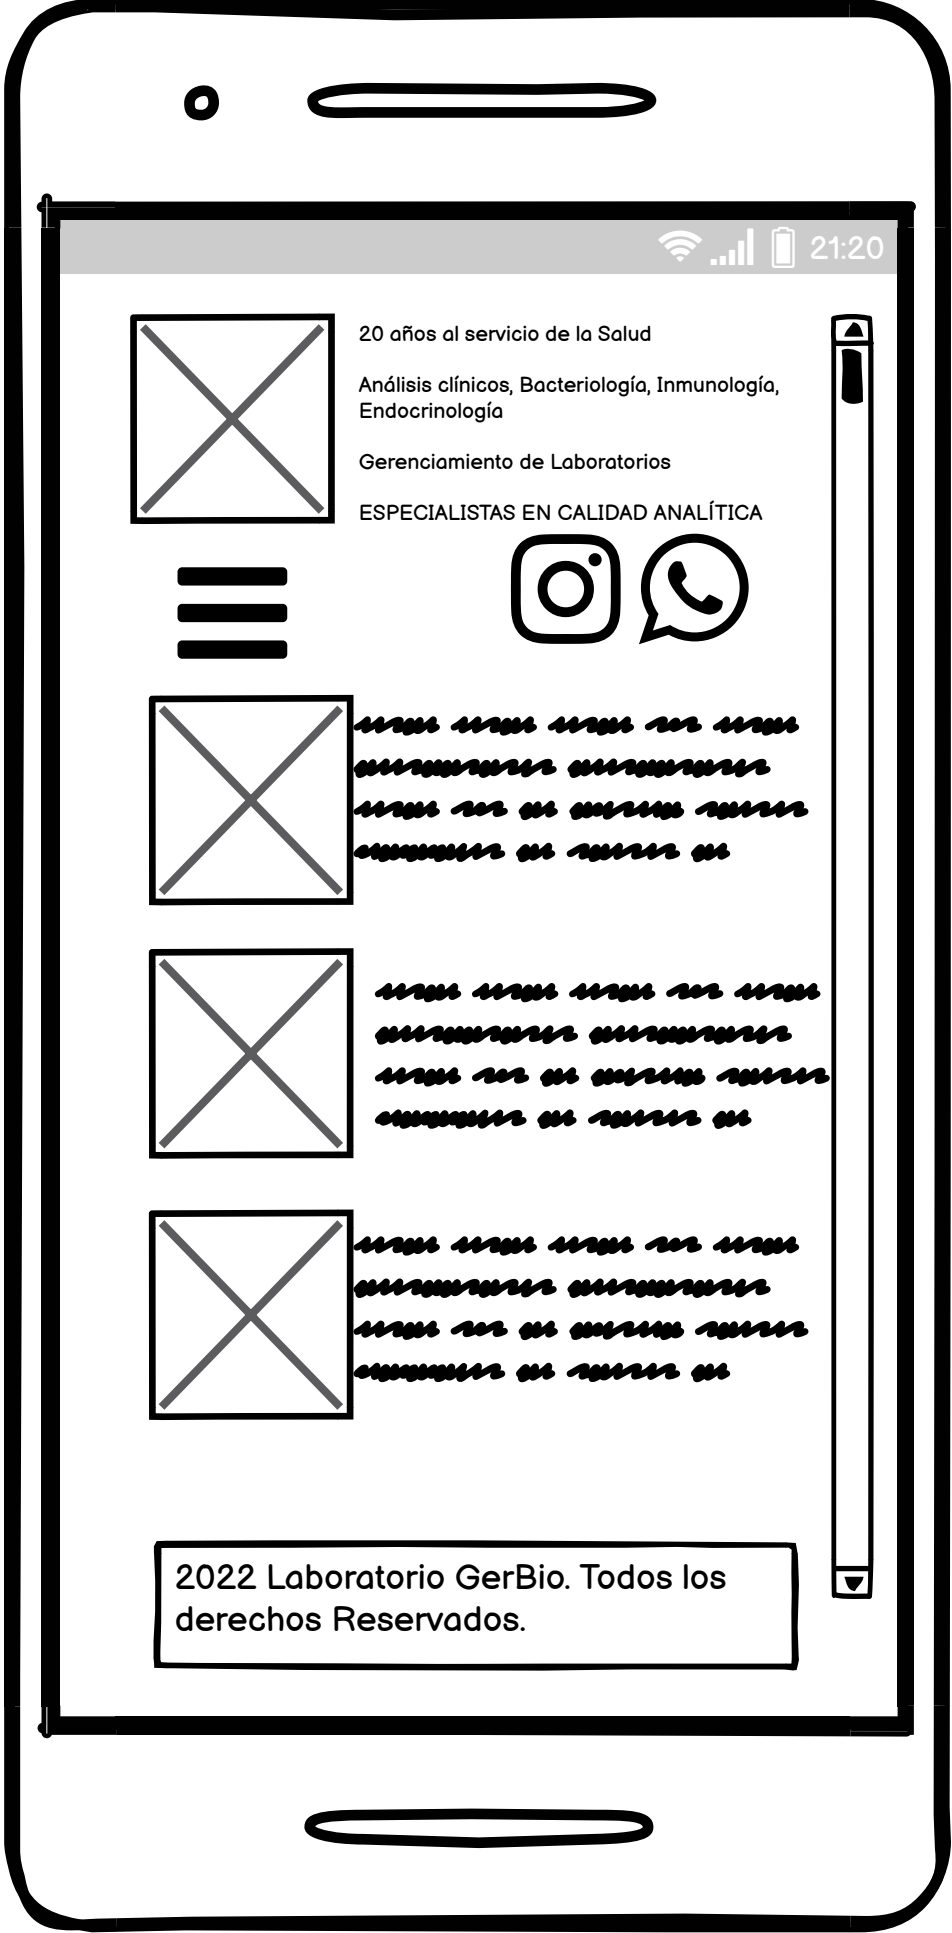 21:20
20 años al servicio de la Salud
Análisis clínicos, Bacteriología, Inmunología,
Endocrinología
Gerenciamiento de Laboratorios
ESPECIALISTAS EN CALIDAD ANALÍTICA
2022 Laboratorio GerBio. Todos los
derechos Reservados.